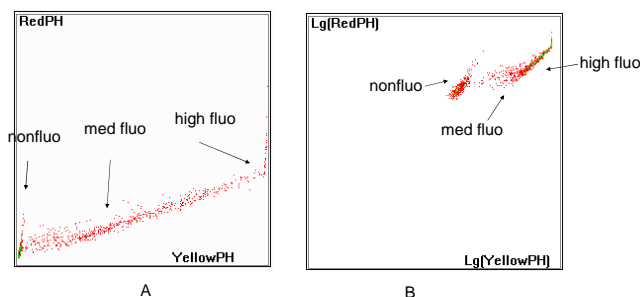 RedPH
nonfluo
med fluo
high fluo
YellowPH
A
Lg(RedPH)
nonfluo
high fluo
med fluo
Lg(YellowPH)
B